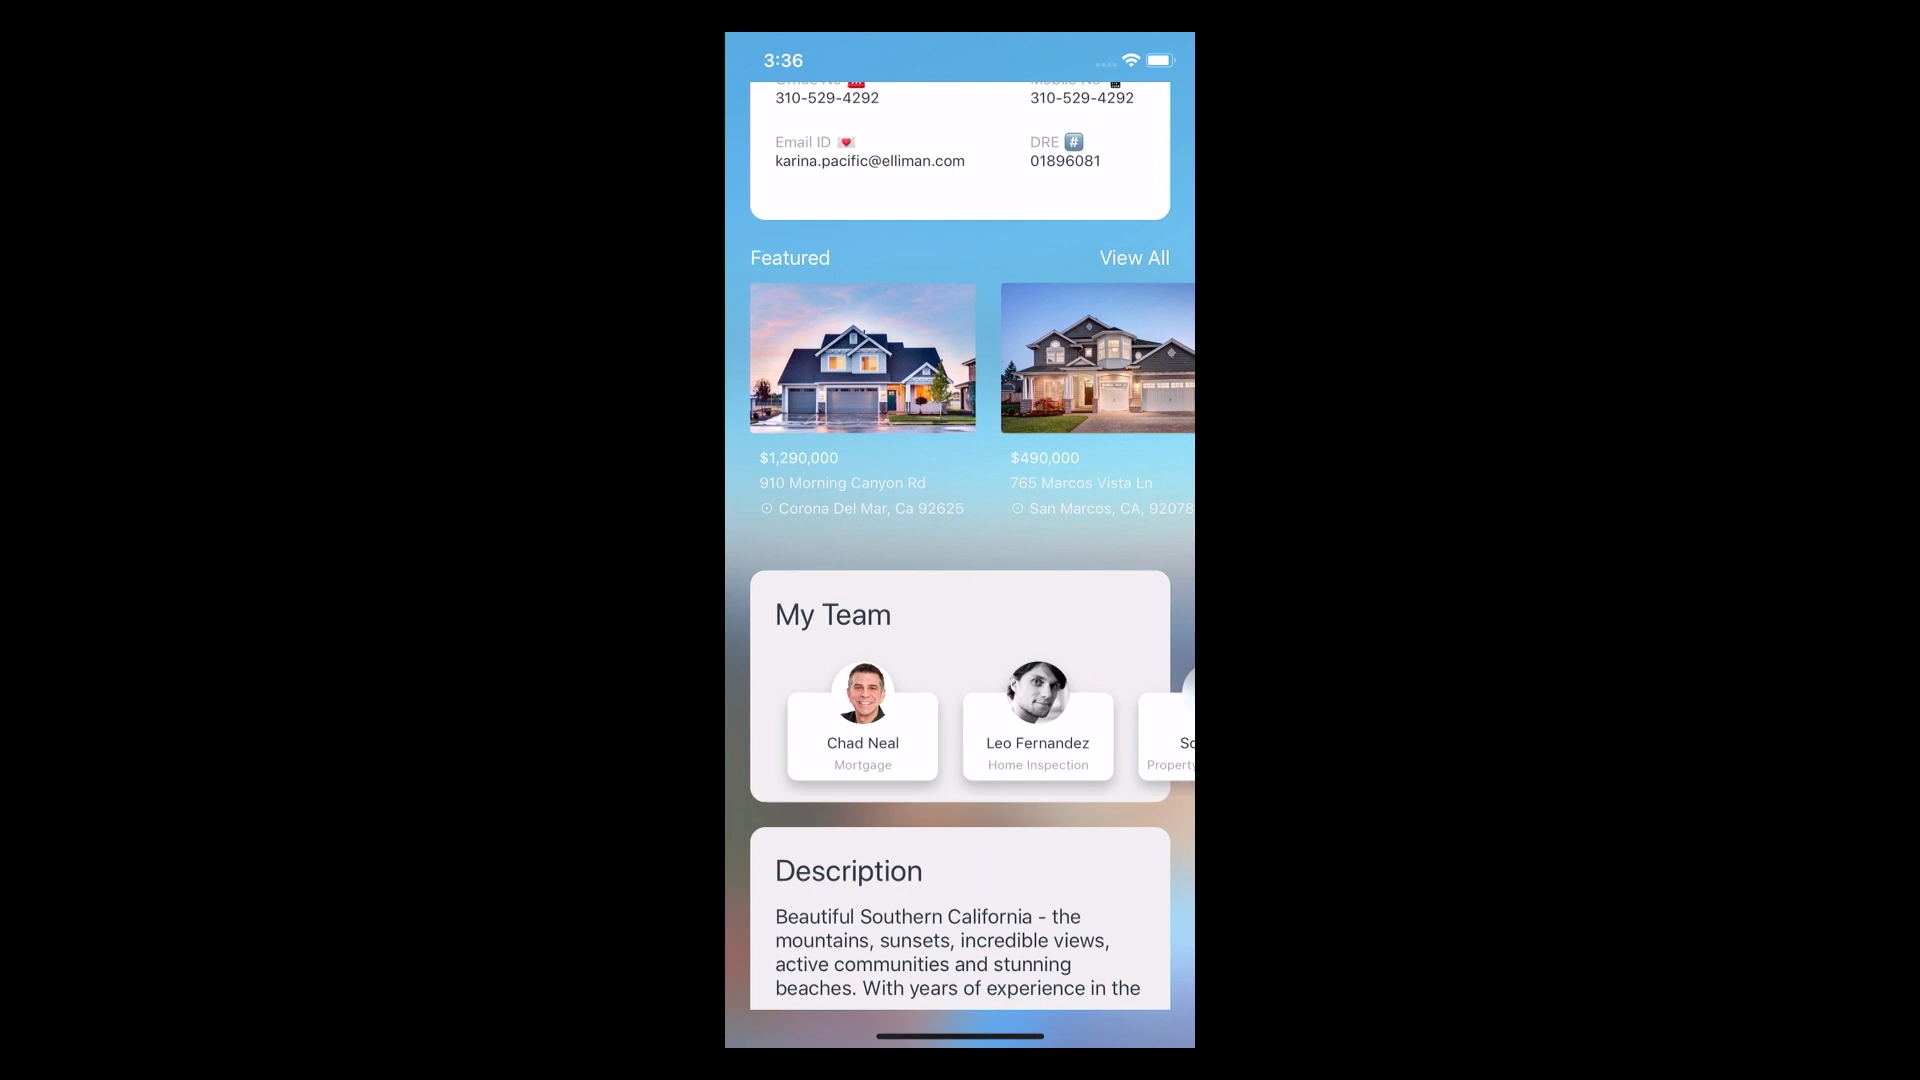 3:36
310-529-4292
310-529-4292
Email ID
DRE #
karina.pacific@elliman.com
01896081
Featured
View All
$1,290,000
$490,000
910 Morning Canyon Rd
765 Marcos Vista Ln
Corona Del Mar, Ca 92625
San Marcos, CA, 92078
My Team
Chad Neal
Leo Fernandez
Mortgage
Home Inspection
Property
Description
Beautiful Southern California - the
mountains, sunsets, incredible views,
active communities and stunning
beaches. With years of experience in the